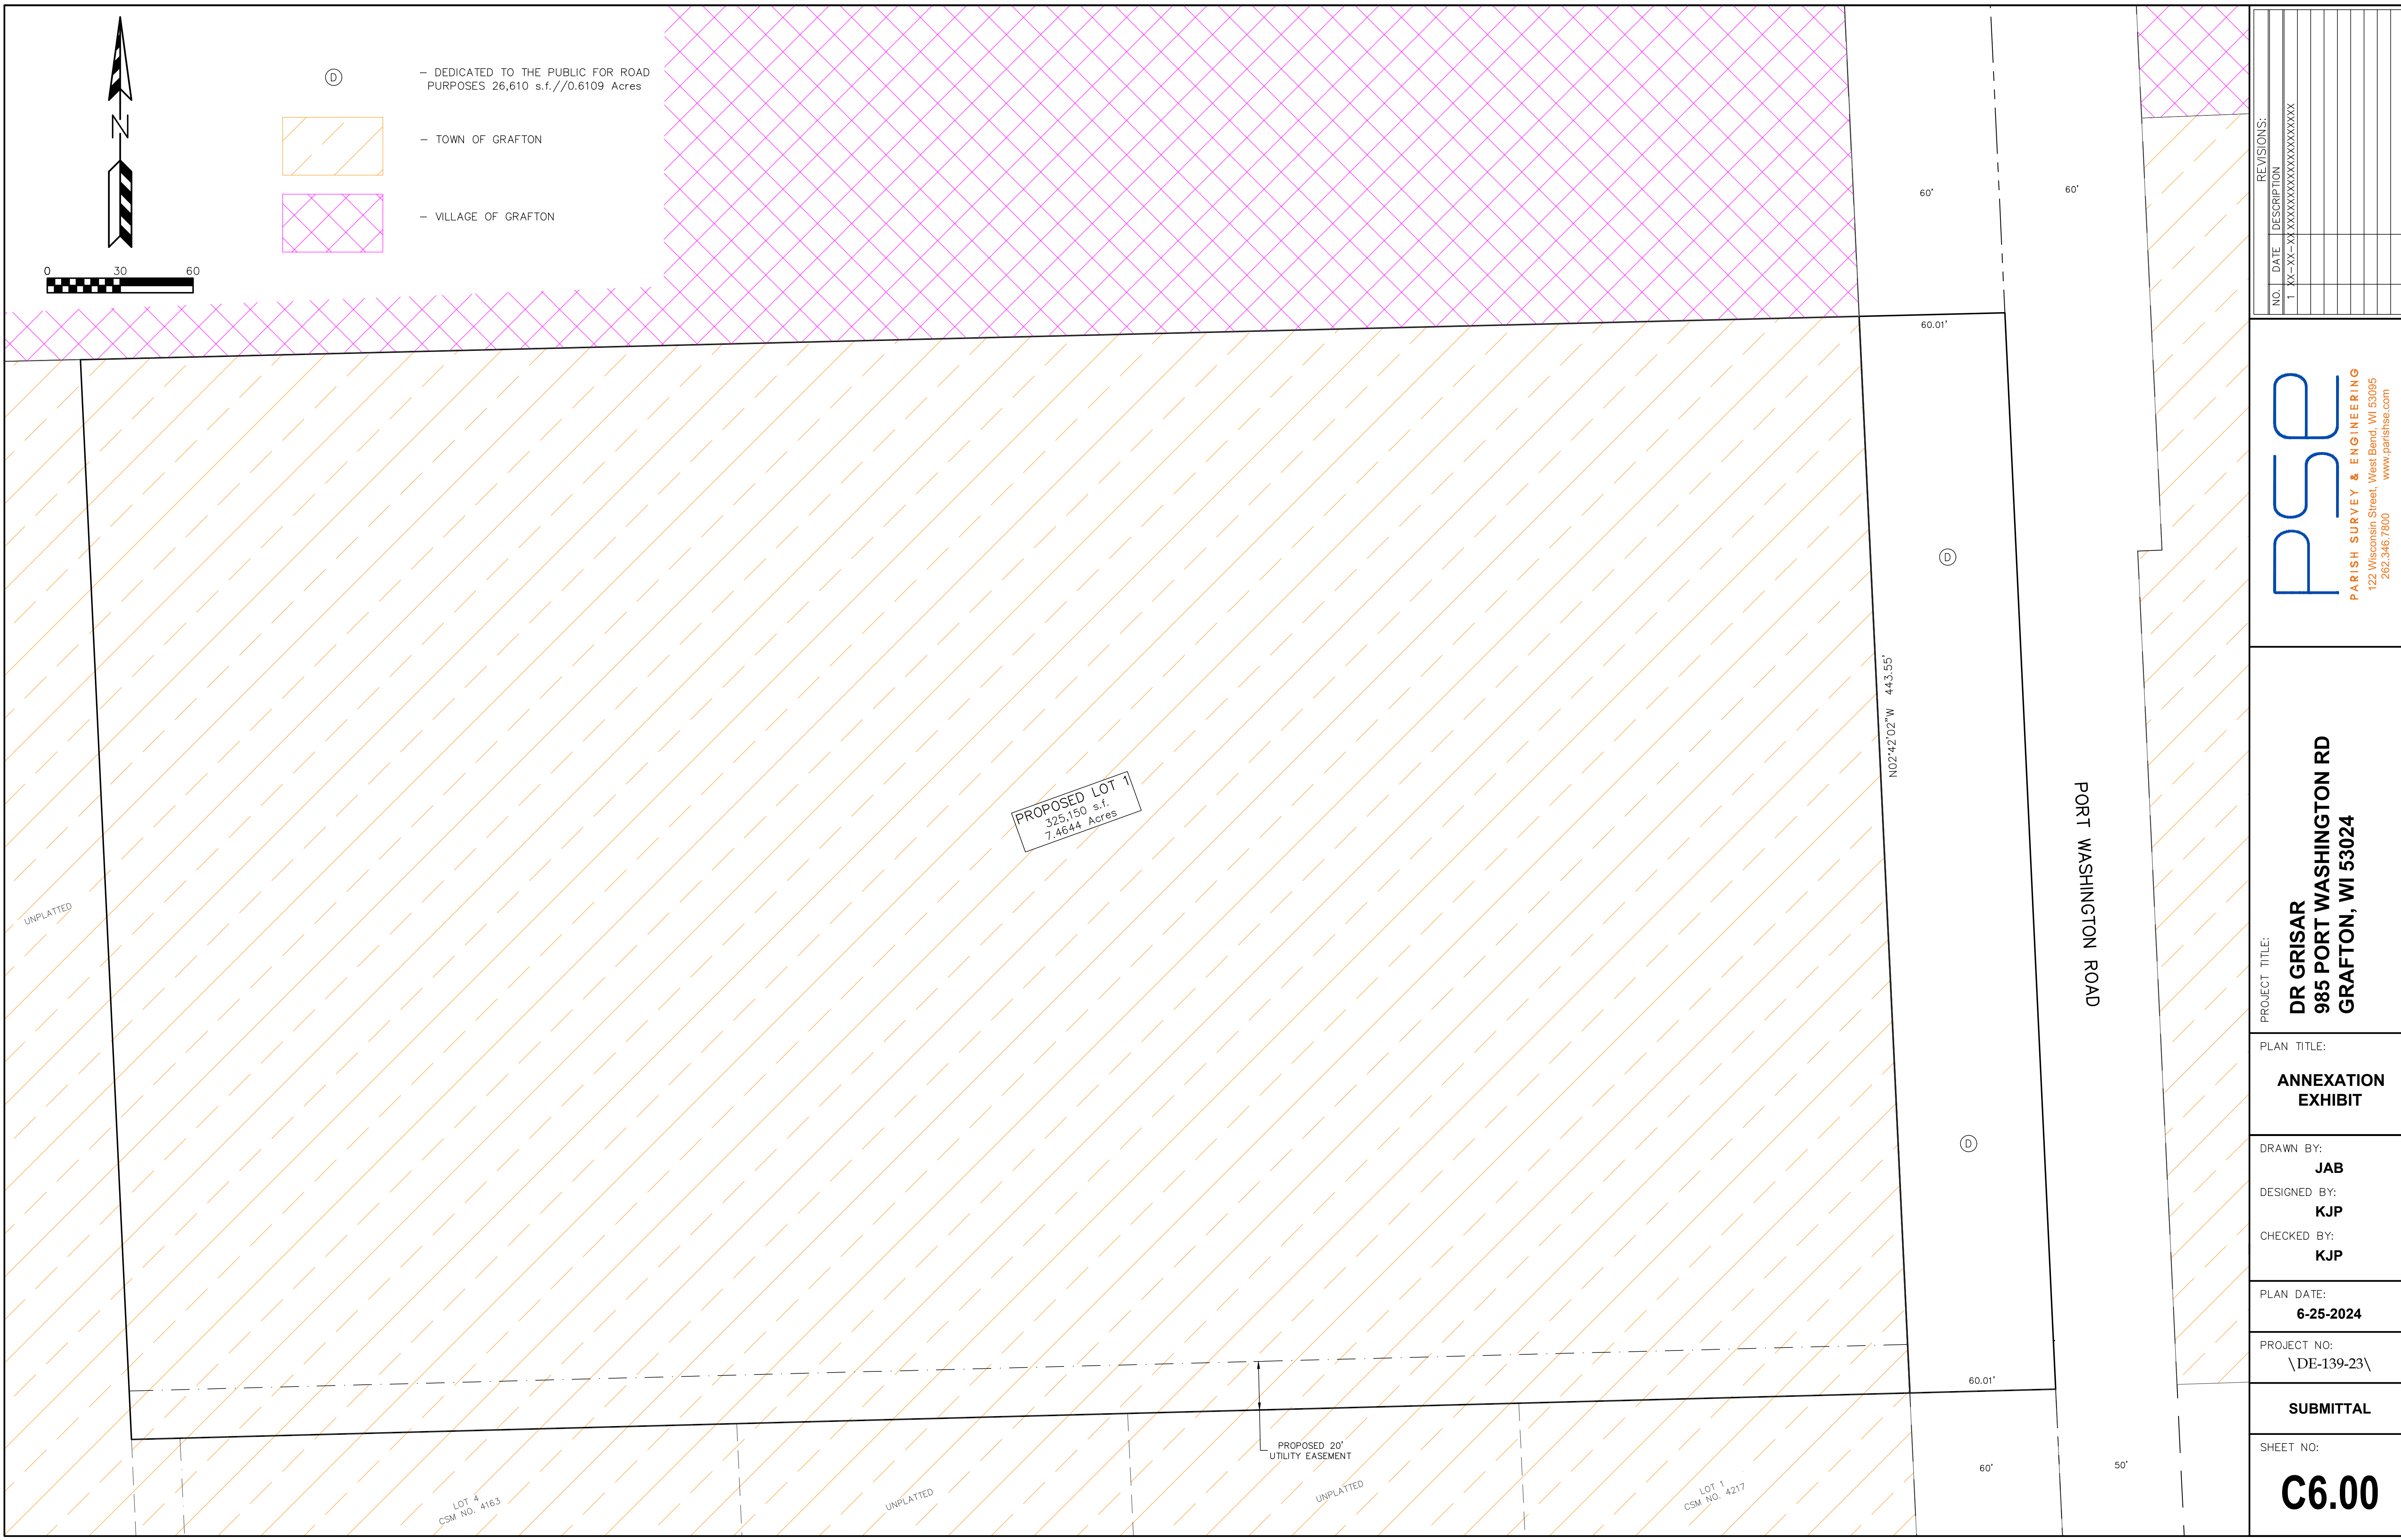 N
0 30 60
D
– DEDICATED TO THE PUBLIC FOR ROAD
PURPOSES 26,610 s.f.//0.6109 Acres
– TOWN OF GRAFTON
– VILLAGE OF GRAFTON
60'
60'
60.01'
D
N02°42'02"W 443.55'
PROPOSED LOT 1
325,150 s.f.
7.4644 Acres
PORT WASHINGTON ROAD
UNPLATTED
D
60.01'
PROPOSED 20'
UTILITY EASEMENT
60'
50'
LOT 4
CSM NO. 4163
UNPLATTED
UNPLATTED
LOT 1
CSM NO. 4217
REVISIONS:
NO. DATE DESCRIPTION
1 XX–XX–XX XXXXXXXXXXXXXXXXXXXXXX
PSE
PARISH SURVEY & ENGINEERING
122 Wisconsin Street, West Bend, WI 53095
262.346.7800 www.parishse.com
PROJECT TITLE:
DR GRISAR
985 PORT WASHINGTON RD
GRAFTON, WI 53024
PLAN TITLE:
ANNEXATION
EXHIBIT
DRAWN BY:
JAB
DESIGNED BY:
KJP
CHECKED BY:
KJP
PLAN DATE:
6-25-2024
PROJECT NO:
\DE-139-23\
SUBMITTAL
SHEET NO:
C6.00